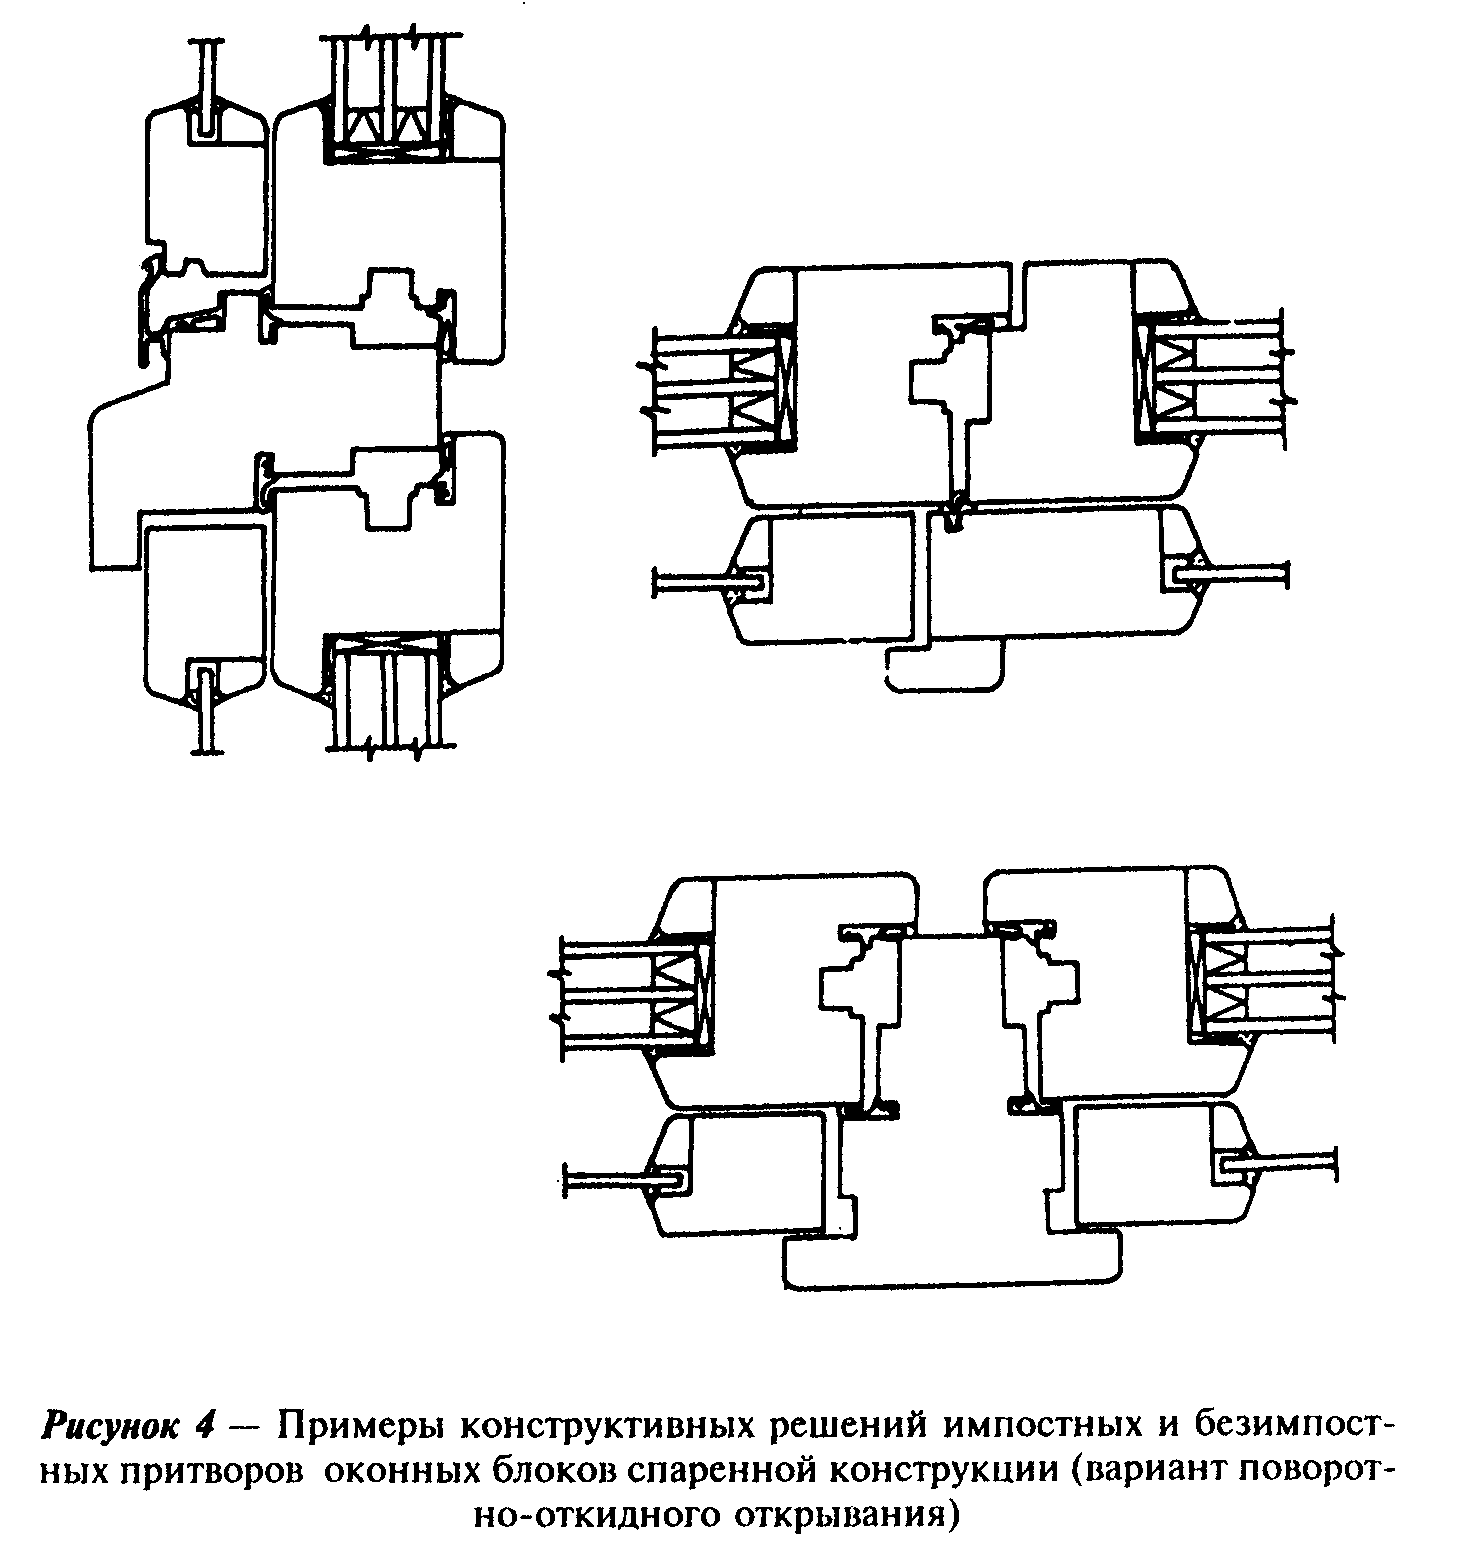 Рисунок 4 — Примеры конструктивных решений импостных и безимпост-
ных притворов оконных блоков спаренной конструкции (вариант поворот-
но-откидного открывания)